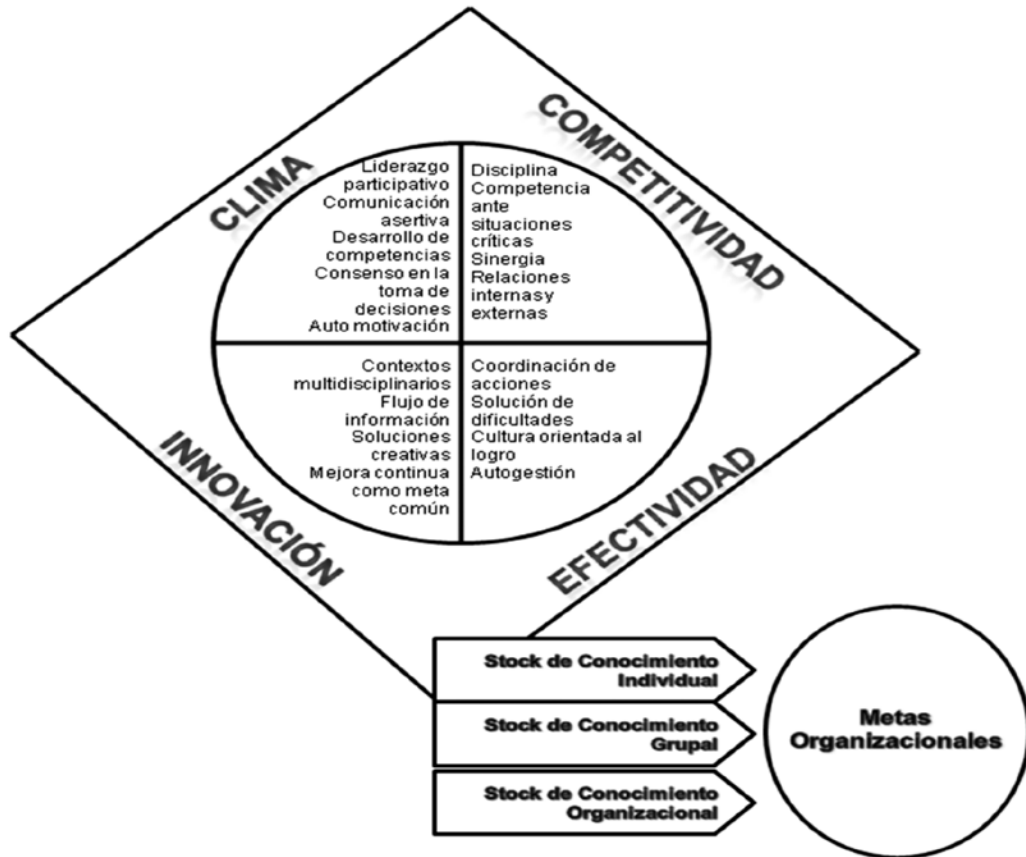 CLIMA
COMPETITIVIDAD
Liderazgo
participativo
Comunicación
asertiva
Desarrollo de
competencias
Consenso en la
toma de
decisiones
Auto motivación
Disciplina
Competencia
ante
situaciones
críticas
Sinergia
Relaciones
internas y
externas
Contextos
multidisciplinarios
Flujo de
información
Soluciones
creativas
Mejora continua
como meta
común
Coordinación de
acciones
Solución de
dificultades
Cultura orientada al
logro
Autogestión
INNOVACIÓN
EFECTIVIDAD
Stock de Conocimiento
Individual
Stock de Conocimiento
Grupal
Stock de Conocimiento
Organizacional
Metas
Organizacionales